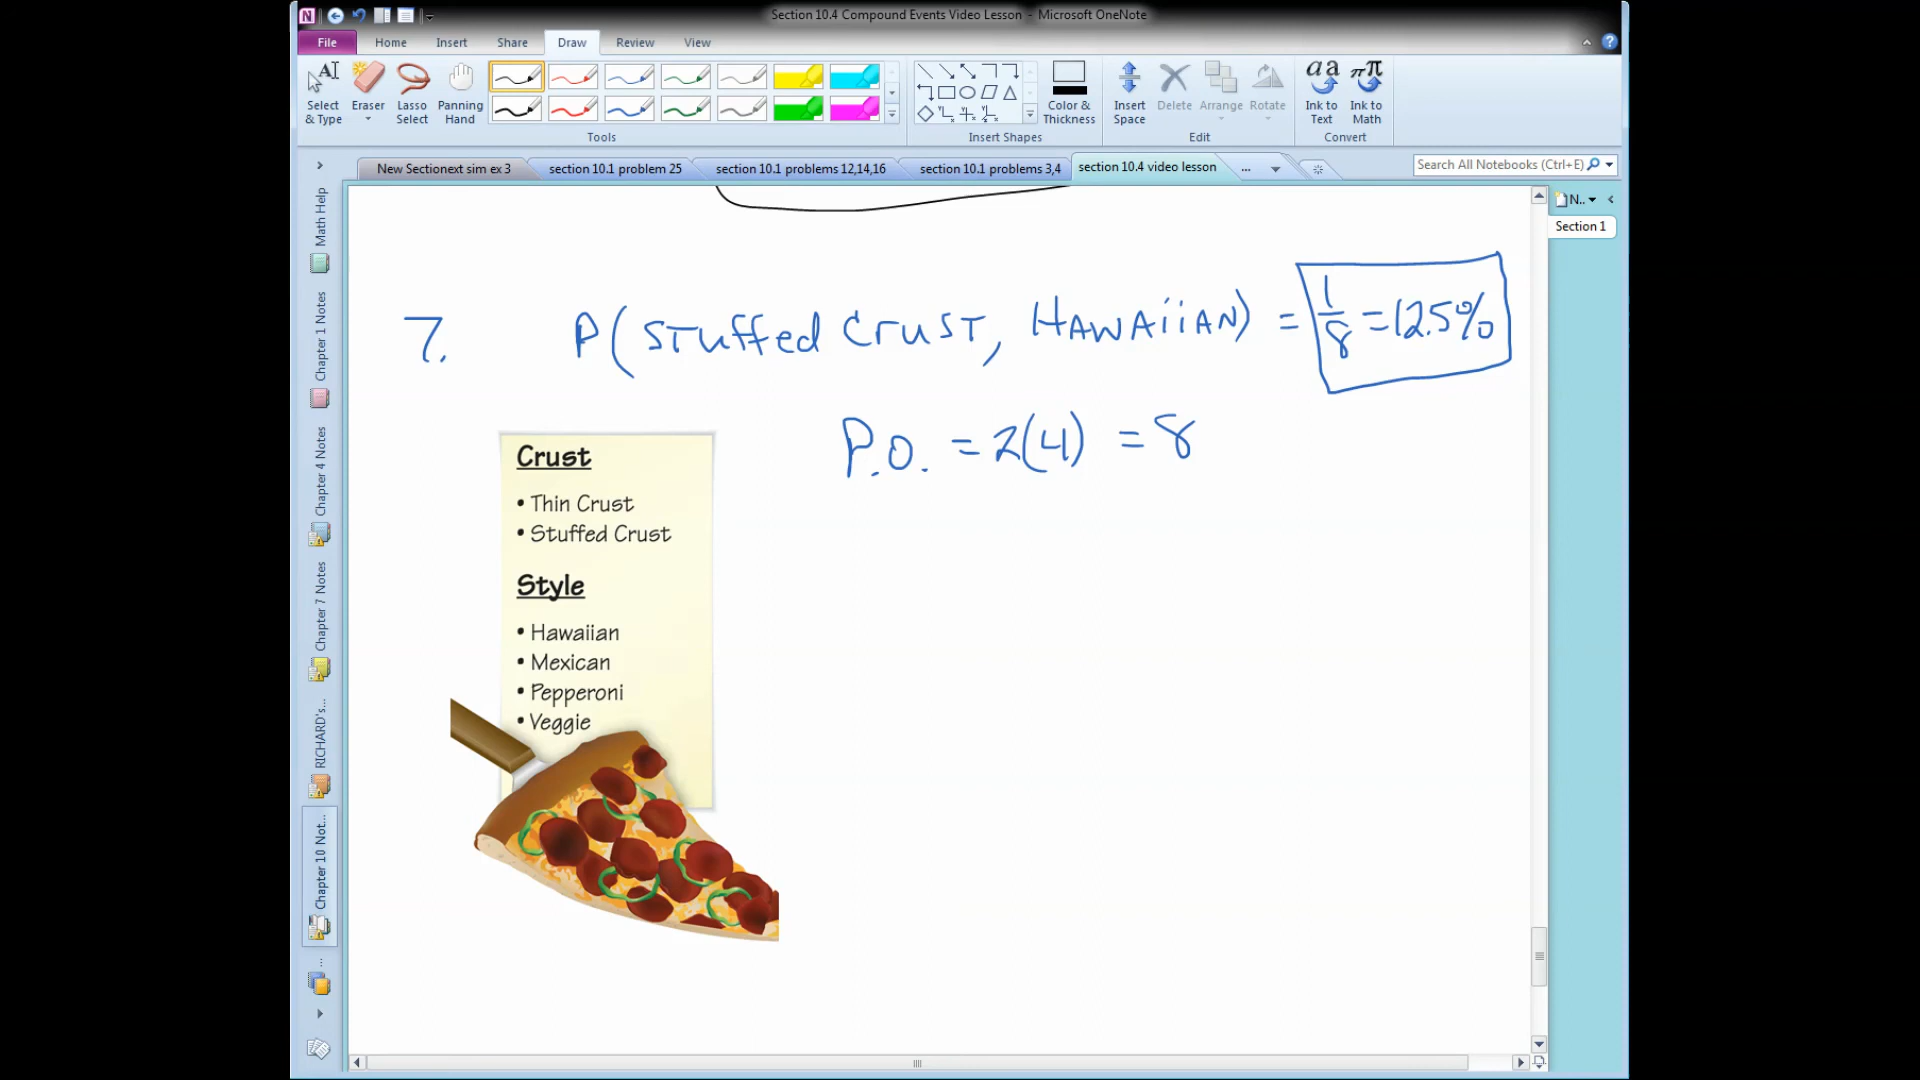 Section 10.4 Compound Events Video Lesson - Microsoft OneNote
File Home Insert Share Draw Review View
Select & Type
Eraser
Lasso Select
Panning Hand
Color & Thickness
Insert Space
Delete
Arrange
Rotate
Ink to Text
Ink to Math
Tools
Insert Shapes
Edit
Convert
New Sectionext sim ex 3
section 10.1 problem 25
section 10.1 problems 12,14,16
section 10.1 problems 3,4
section 10.4 video lesson
...
Search All Notebooks (Ctrl+E)
N..
Section 1
Math Help
Chapter 1 Notes
Chapter 4 Notes
Chapter 7 Notes
RICHARD's...
Chapter 10 Not...
7. P(Stuffed Crust, Hawaiian) = 1/8 = 12.5%
P.O. = 2(4) = 8
Crust
• Thin Crust
• Stuffed Crust
Style
• Hawaiian
• Mexican
• Pepperoni
• Veggie